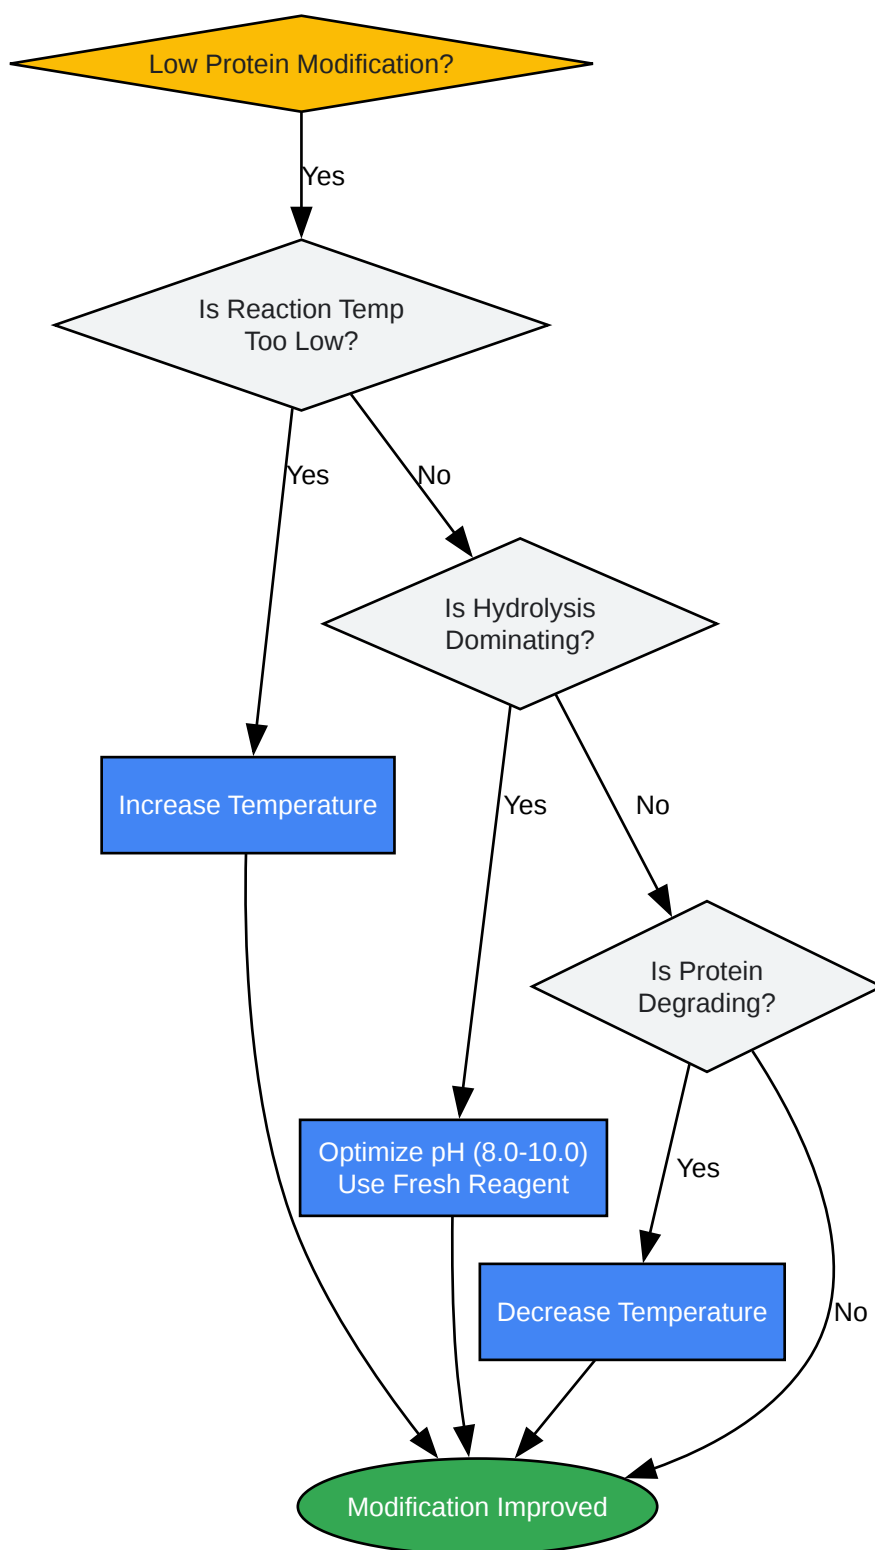 Low Protein Modification?
Yes
Is Reaction Temp
Too Low?
Yes
No
Is Hydrolysis
Dominating?
Increase Temperature
Yes
No
Is Protein
Degrading?
Optimize pH (8.0-10.0)
Use Fresh Reagent
Yes
Decrease Temperature
No
Modification Improved